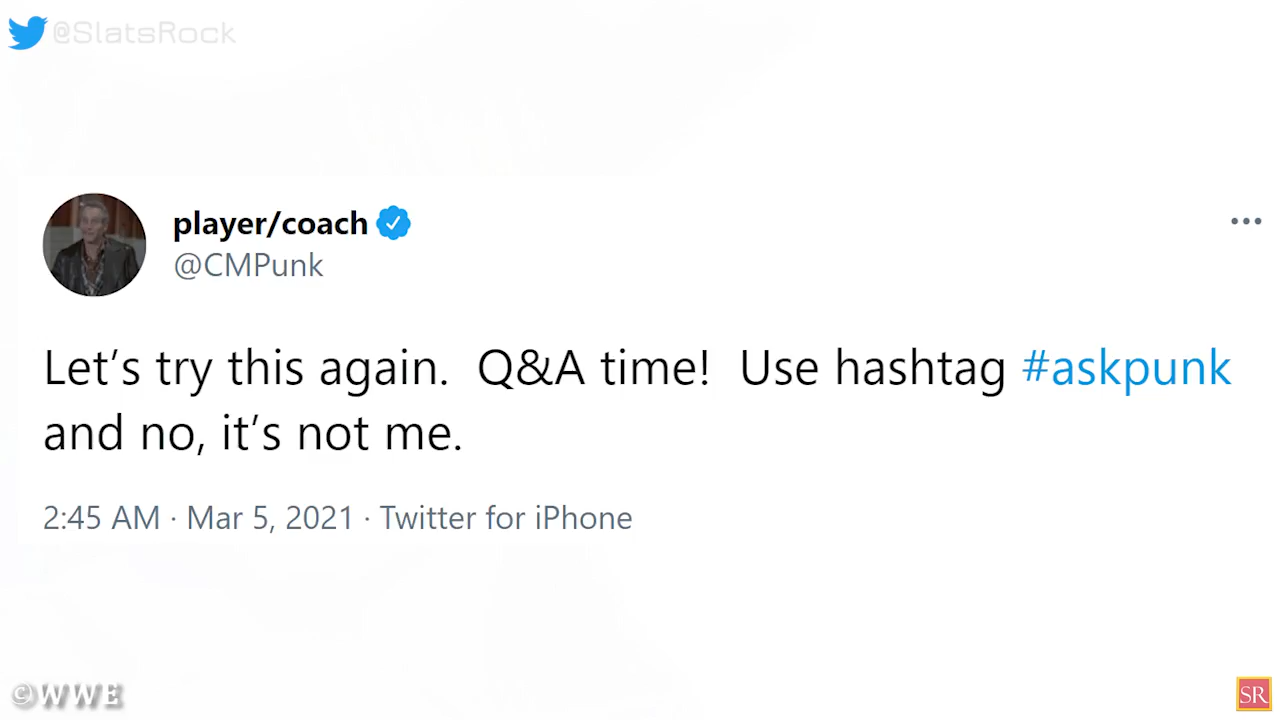 @SlatsRock
player/coach
@CMPunk
Let’s try this again.  Q&A time!  Use hashtag #askpunk
and no, it’s not me.
2:45 AM · Mar 5, 2021 · Twitter for iPhone
©WWE
SR